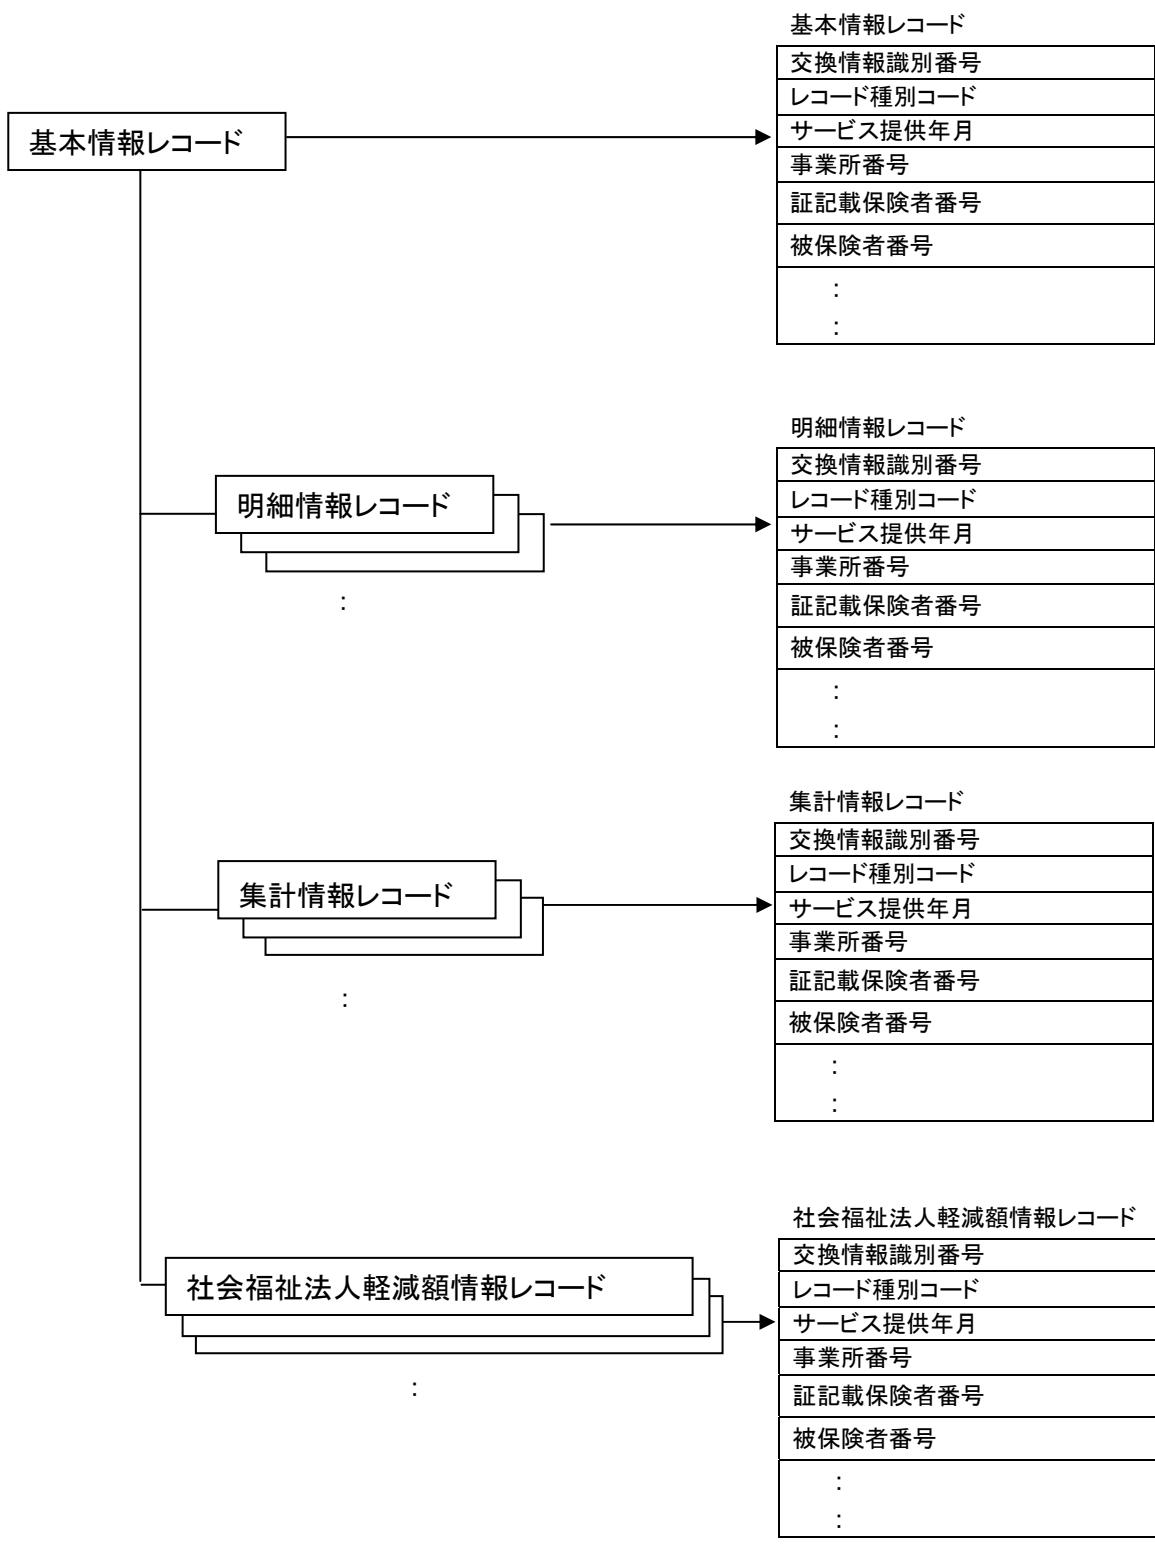 基本情報レコード
基本情報レコード
交換情報識別番号
レコード種別コード
サービス提供年月
事業所番号
証記載保険者番号
被保険者番号
:
:
明細情報レコード
:
明細情報レコード
交換情報識別番号
レコード種別コード
サービス提供年月
事業所番号
証記載保険者番号
被保険者番号
:
:
集計情報レコード
:
集計情報レコード
交換情報識別番号
レコード種別コード
サービス提供年月
事業所番号
証記載保険者番号
被保険者番号
:
:
社会福祉法人軽減額情報レコード
:
社会福祉法人軽減額情報レコード
交換情報識別番号
レコード種別コード
サービス提供年月
事業所番号
証記載保険者番号
被保険者番号
:
: